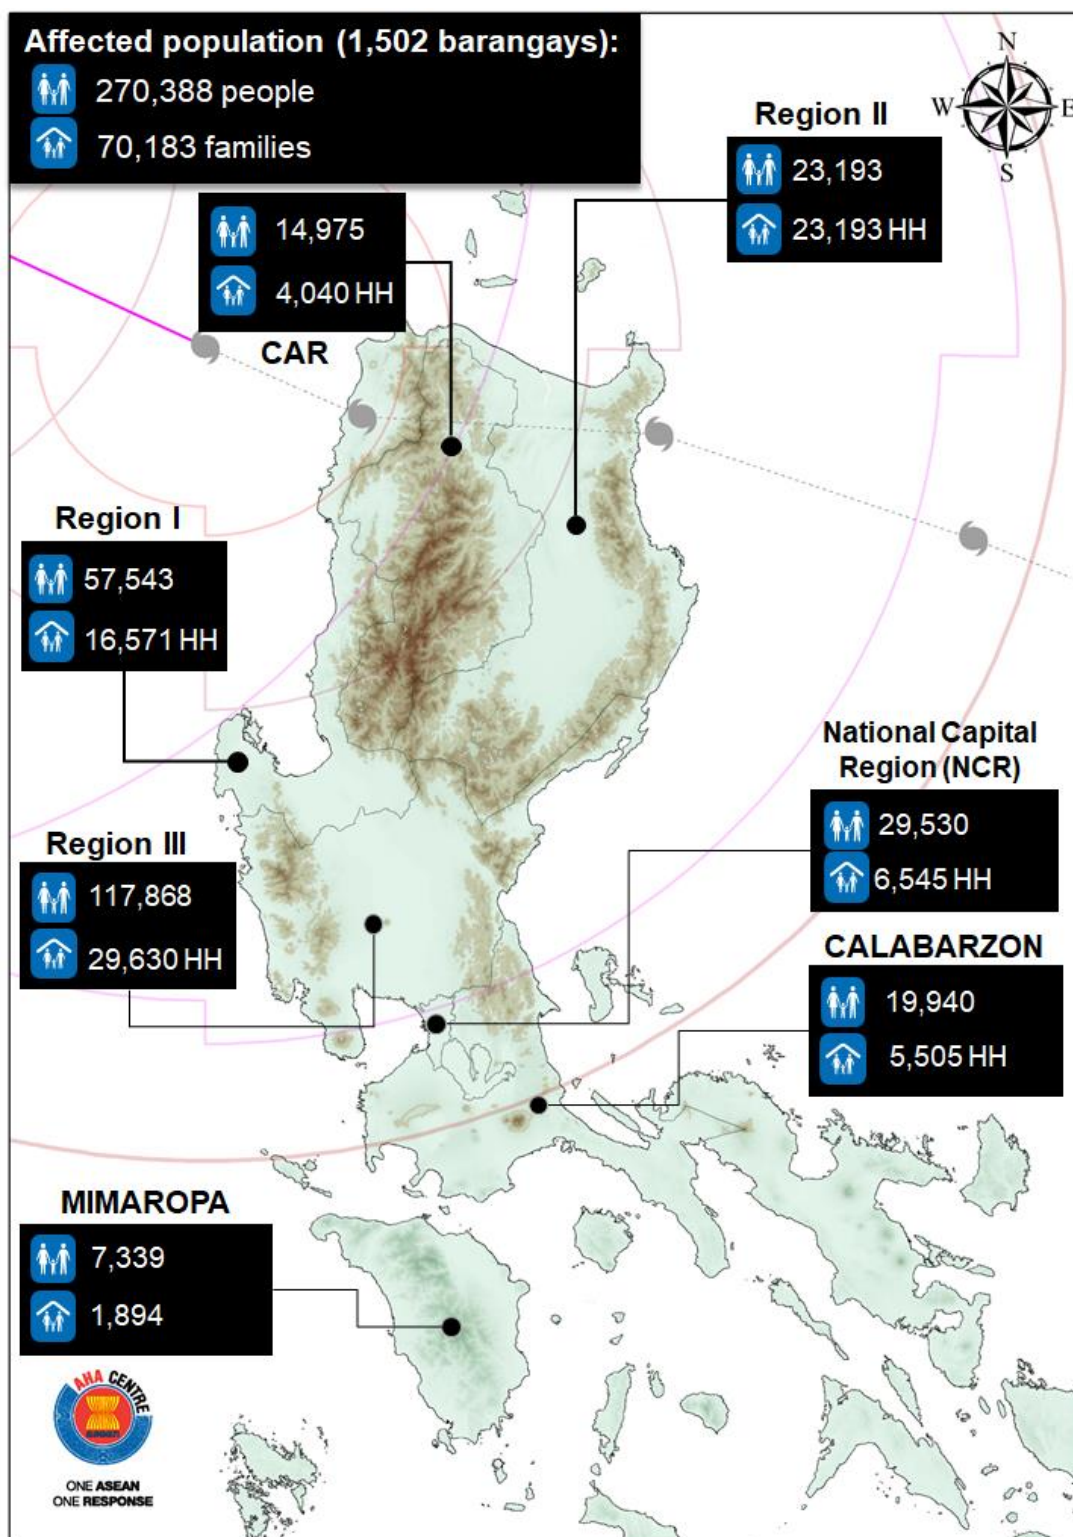 Affected population (1,502 barangays):
270,388 people
70,183 families
N
W E
S
Region II
23,193
23,193 HH
14,975
4,040 HH
CAR
Region I
57,543
16,571 HH
National Capital
Region (NCR)
29,530
6,545 HH
Region III
117,868
29,630 HH
CALABARZON
19,940
5,505 HH
MIMAROPA
7,339
1,894
AHA CENTRE
ONE ASEAN
ONE RESPONSE